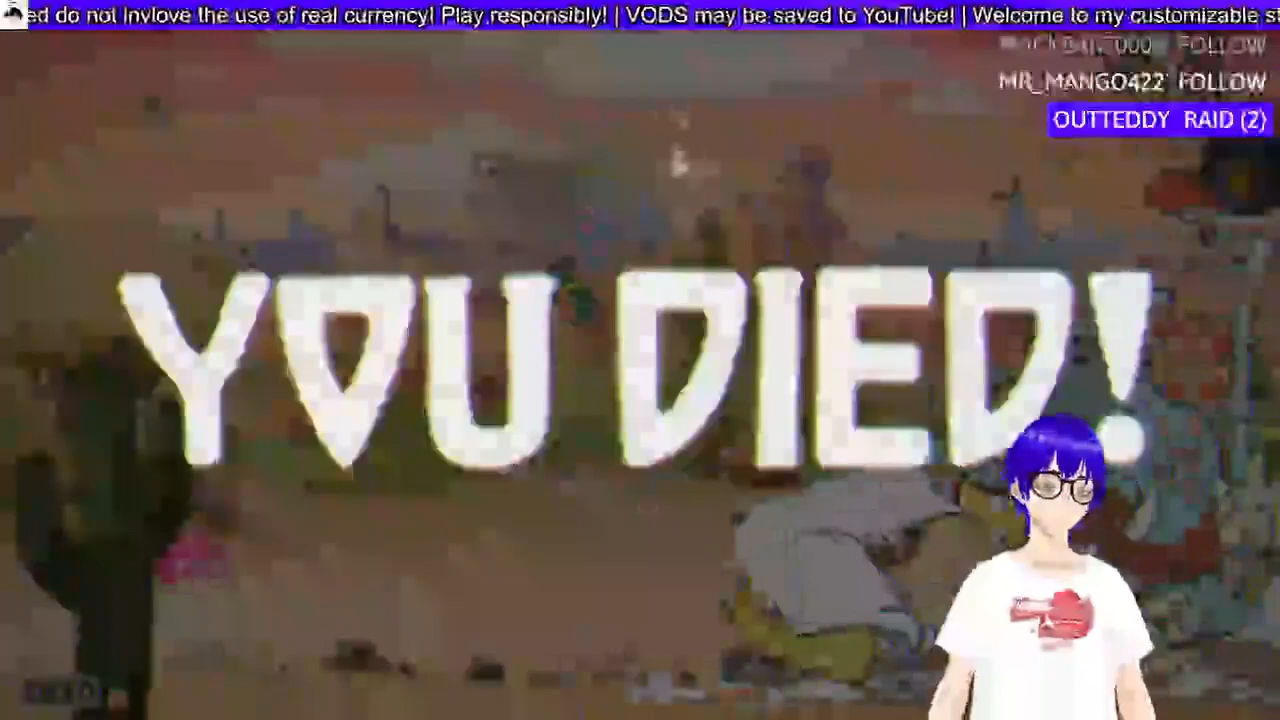 ed do not Invlove the use of real currency! Play responsibly! | VODS may be saved to YouTube! | Welcome to my customizable st
FOLLOW
MR_MANGO422 FOLLOW
OUTTEDDY RAID (2)
YOU DIED!